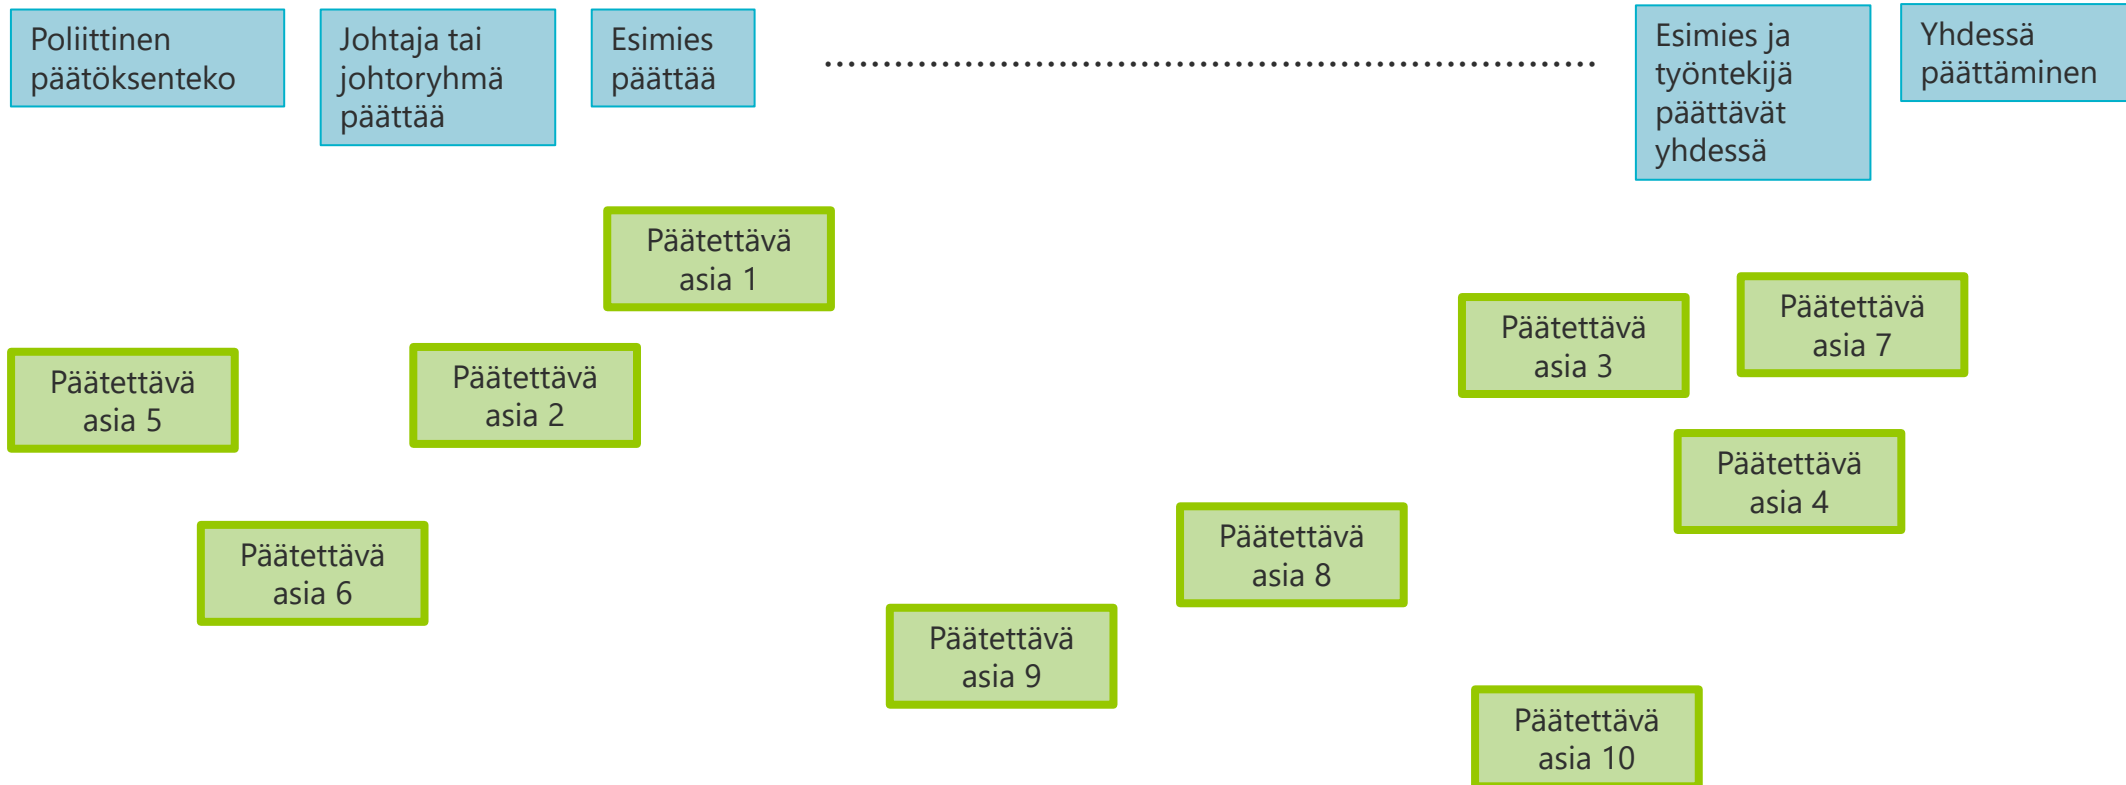 Poliittinen
päätöksenteko
Johtaja tai
johtoryhmä
päättää
Esimies
päättää
Esimies ja
työntekijä
päättävät
yhdessä
Yhdessä
päättäminen
Päätettävä
asia 1
Päätettävä
asia 5
Päätettävä
asia 2
Päätettävä
asia 3
Päätettävä
asia 7
Päätettävä
asia 4
Päätettävä
asia 6
Päätettävä
asia 8
Päätettävä
asia 9
Päätettävä
asia 10